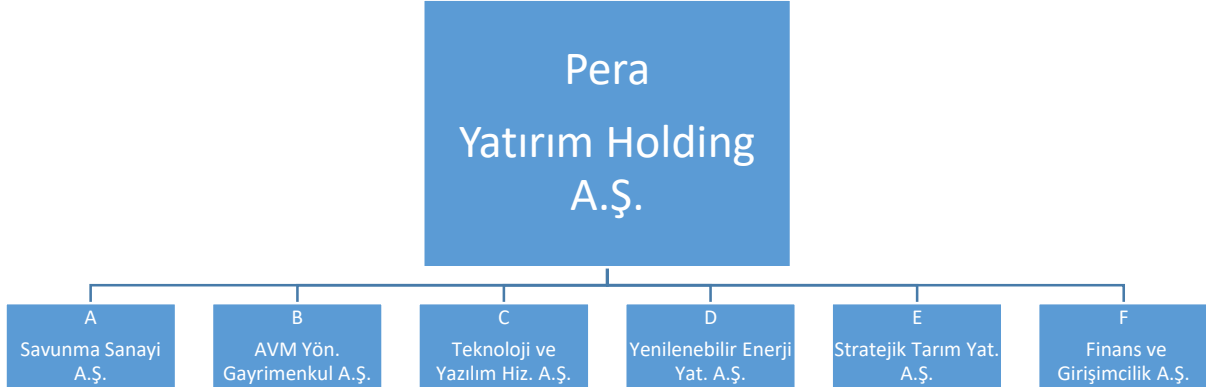 Pera
Yatırım Holding
A.Ş.
A
Savunma Sanayi
A.Ş.
B
AVM Yön.
Gayrimenkul A.Ş.
C
Teknoloji ve
Yazılım Hiz. A.Ş.
D
Yenilenebilir Enerji
Yat. A.Ş.
E
Stratejik Tarım Yat.
A.Ş.
F
Finans ve
Girişimcilik A.Ş.